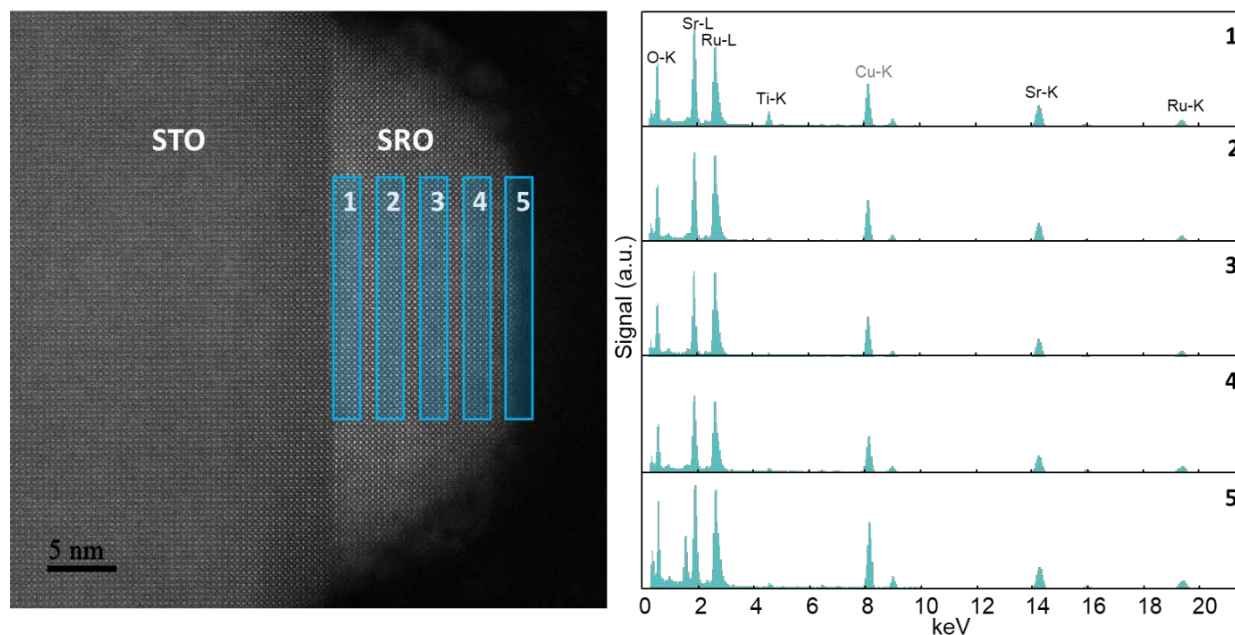 STO
SRO
1 2 3 4 5
5 nm
Signal (a.u.)
O-K
Sr-L
Ru-L
Ti-K
Cu-K
Sr-K
Ru-K
1
2
3
4
5
0 2 4 6 8 10 12 14 16 18 20
keV